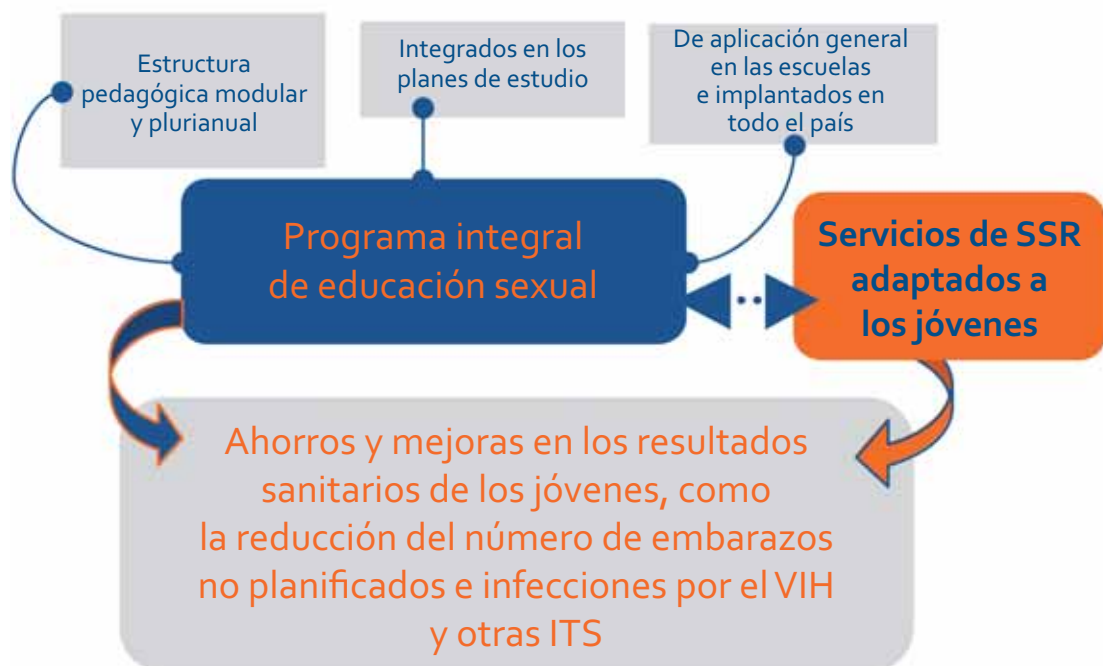 Estructura
pedagógica modular
y plurianual
Integrados en los
planes de estudio
De aplicación general
en las escuelas
e implantados en
todo el país
Programa integral
de educación sexual
Servicios de SSR
adaptados a
los jóvenes
Ahorros y mejoras en los resultados
sanitarios de los jóvenes, como
la reducción del número de embarazos
no planificados e infecciones por el VIH
y otras ITS